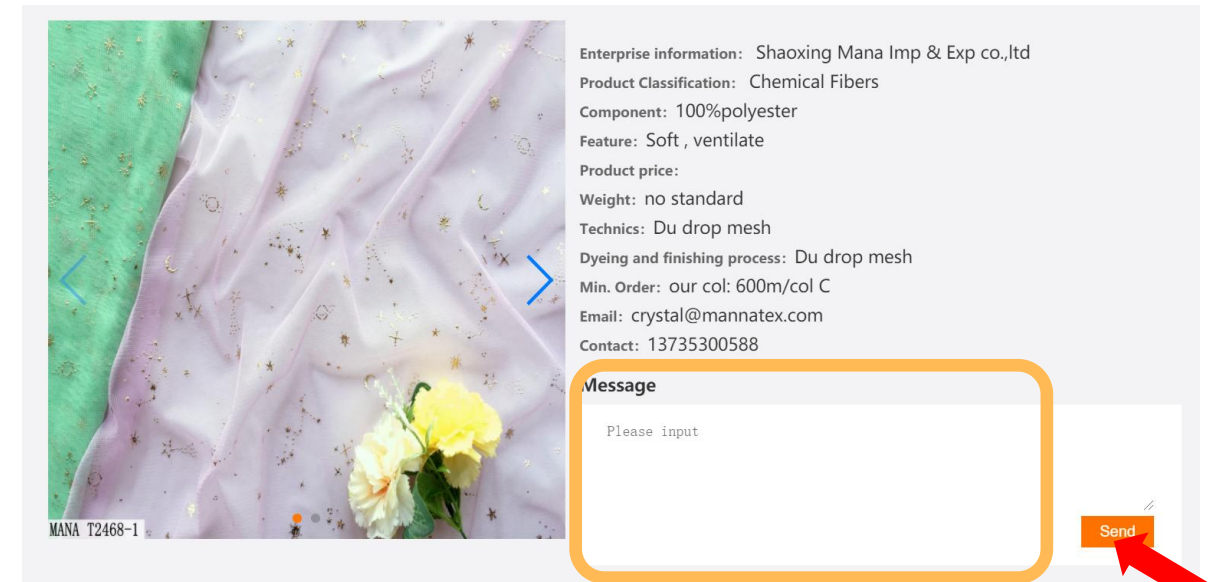 Enterprise information： Shaoxing Mana Imp & Exp co.,ltd
Product Classification： Chemical Fibers
Component：100%polyester
Feature：Soft , ventilate
Product price：
Weight：no standard
Technics：Du drop mesh
Dyeing and finishing process：Du drop mesh
Min. Order：our col: 600m/col C
Email：crystal@mannatex.com
Contact：13735300588
Message
Please input
Send
MANA T2468-1